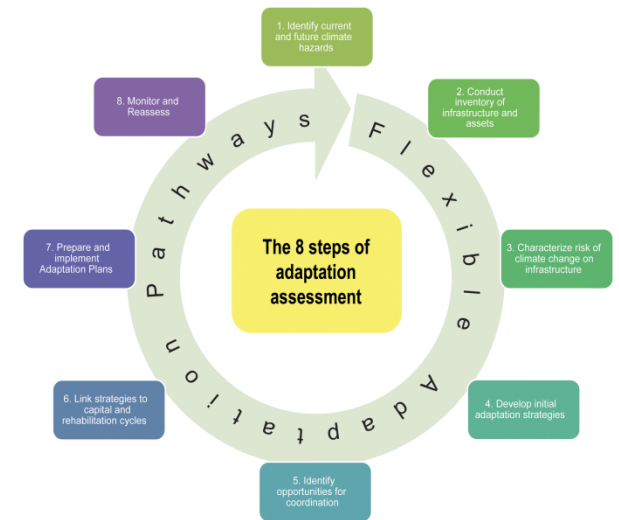 1. Identify current
and future climate
hazards
2. Conduct
inventory of
infrastructure and
assets
3. Characterize risk of
climate change on
infrastructure
4. Develop initial
adaptation strategies
5. Identify
opportunities for
coordination
6. Link strategies to
capital and
rehabilitation cycles
7. Prepare and
implement
Adaptation Plans
8. Monitor and
Reassess
Flexible Adaptation Pathways
The 8 steps of
adaptation
assessment